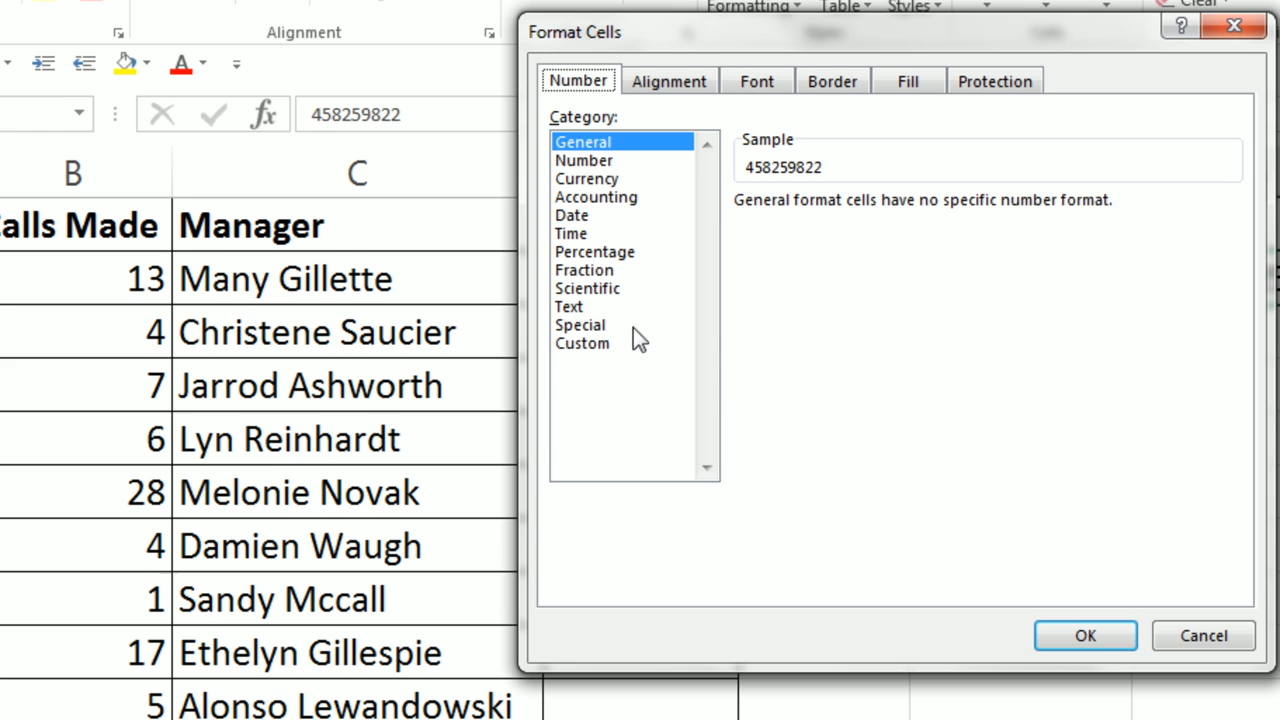 Formatting Table Styles Clear
Alignment
458259822
Format Cells
Number Alignment Font Border Fill Protection
Category:
General
Number
Currency
Accounting
Date
Time
Percentage
Fraction
Scientific
Text
Special
Custom
Sample
458259822
General format cells have no specific number format.
OK Cancel
B C
Calls Made Manager
13 Many Gillette
4 Christene Saucier
7 Jarrod Ashworth
6 Lyn Reinhardt
28 Melonie Novak
4 Damien Waugh
1 Sandy Mccall
17 Ethelyn Gillespie
5 Alonso Lewandowski